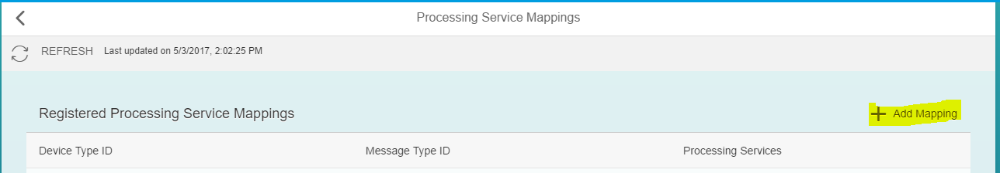 Processing Service Mappings
REFRESH Last updated on 5/3/2017, 2:02:25 PM
Registered Processing Service Mappings Add Mapping
Device Type ID Message Type ID Processing Services